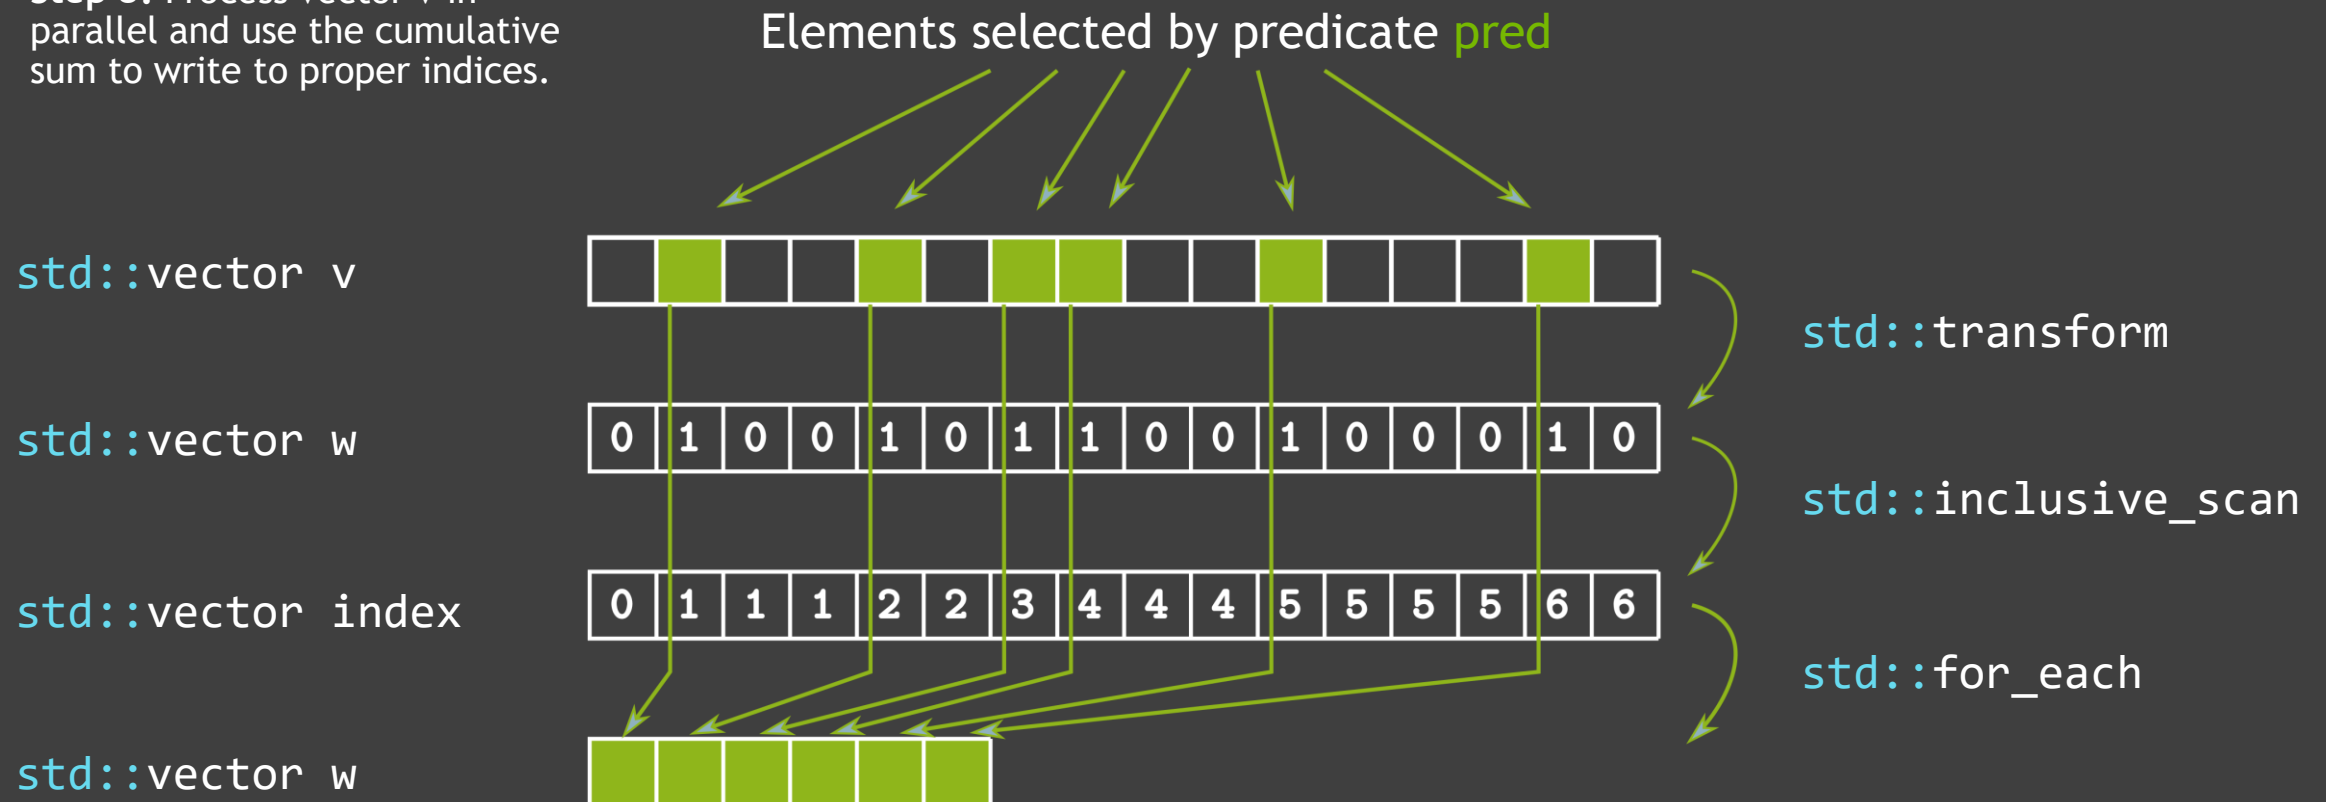 parallel and use the cumulative
sum to write to proper indices.
Elements selected by predicate pred
std::vector v
std::transform
std::vector w
0 1 0 0 1 0 1 1 0 0 1 0 0 0 1 0
std::inclusive_scan
std::vector index
0 1 1 1 2 2 3 4 4 4 5 5 5 5 6 6
std::for_each
std::vector w